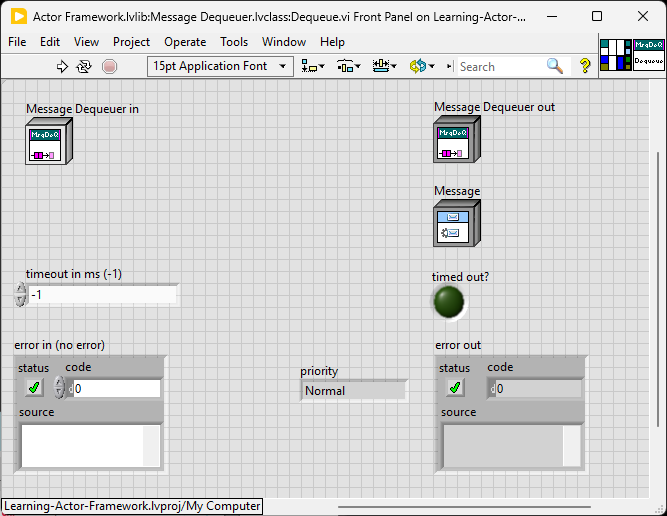 Actor Framework.lvlib:Message Dequeuer.lvclass:Dequeue.vi Front Panel on Learning-Actor-...
File Edit View Project Operate Tools Window Help
15pt Application Font
Search
?
MsgDeQ
Dequeue
Message Dequeuer in
MsgDeQ
Message Dequeuer out
MsgDeQ
Message
timeout in ms (-1)
-1
timed out?
error in (no error)
status code
d0
source
priority
Normal
error out
status code
d0
source
Learning-Actor-Framework.lvproj/My Computer